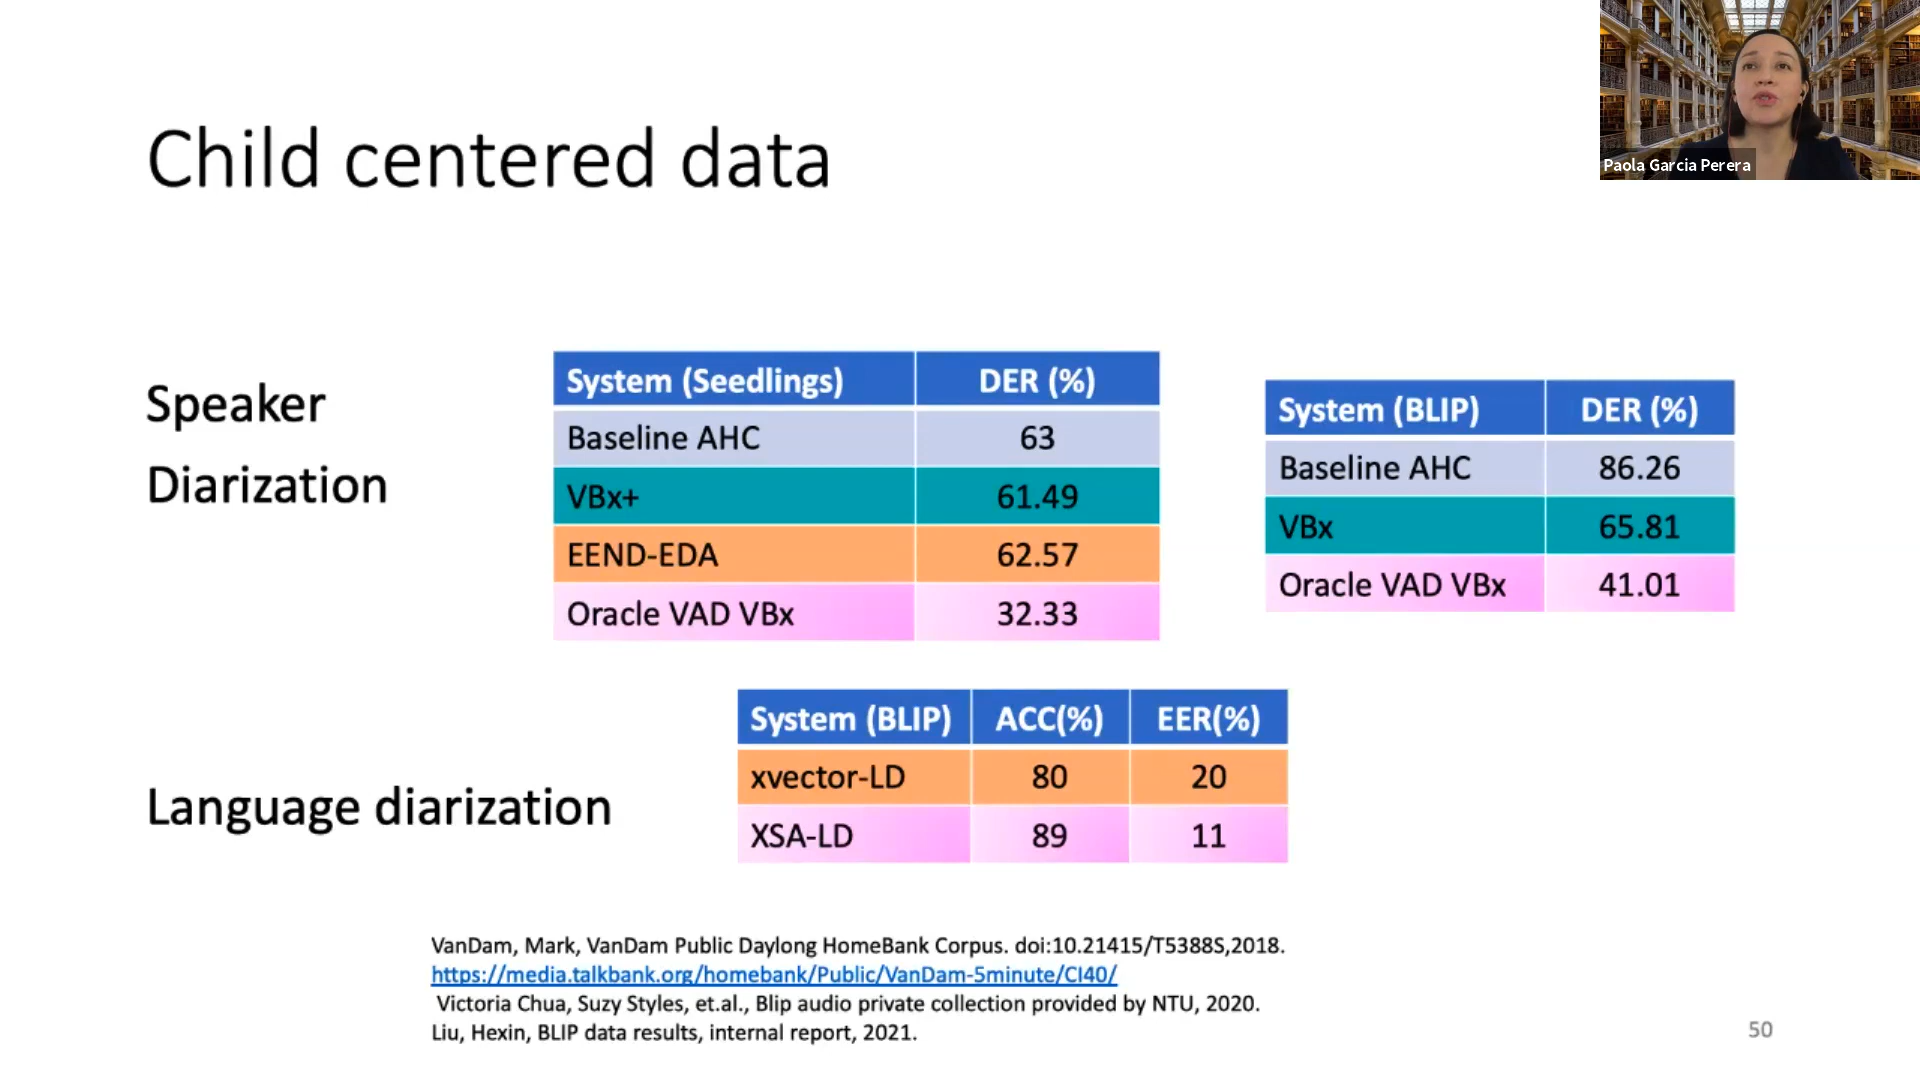 Paola Garcia Perera
Child centered data
Speaker
Diarization
System (Seedlings) DER (%)
Baseline AHC 63
VBx+ 61.49
EEND-EDA 62.57
Oracle VAD VBx 32.33
System (BLIP) DER (%)
Baseline AHC 86.26
VBx 65.81
Oracle VAD VBx 41.01
Language diarization
System (BLIP) ACC(%) EER(%)
xvector-LD 80 20
XSA-LD 89 11
VanDam, Mark, VanDam Public Daylong HomeBank Corpus. doi:10.21415/T5388S,2018.
https://media.talkbank.org/homebank/Public/VanDam-5minute/CI40/
Victoria Chua, Suzy Styles, et.al., Blip audio private collection provided by NTU, 2020.
Liu, Hexin, BLIP data results, internal report, 2021.
50